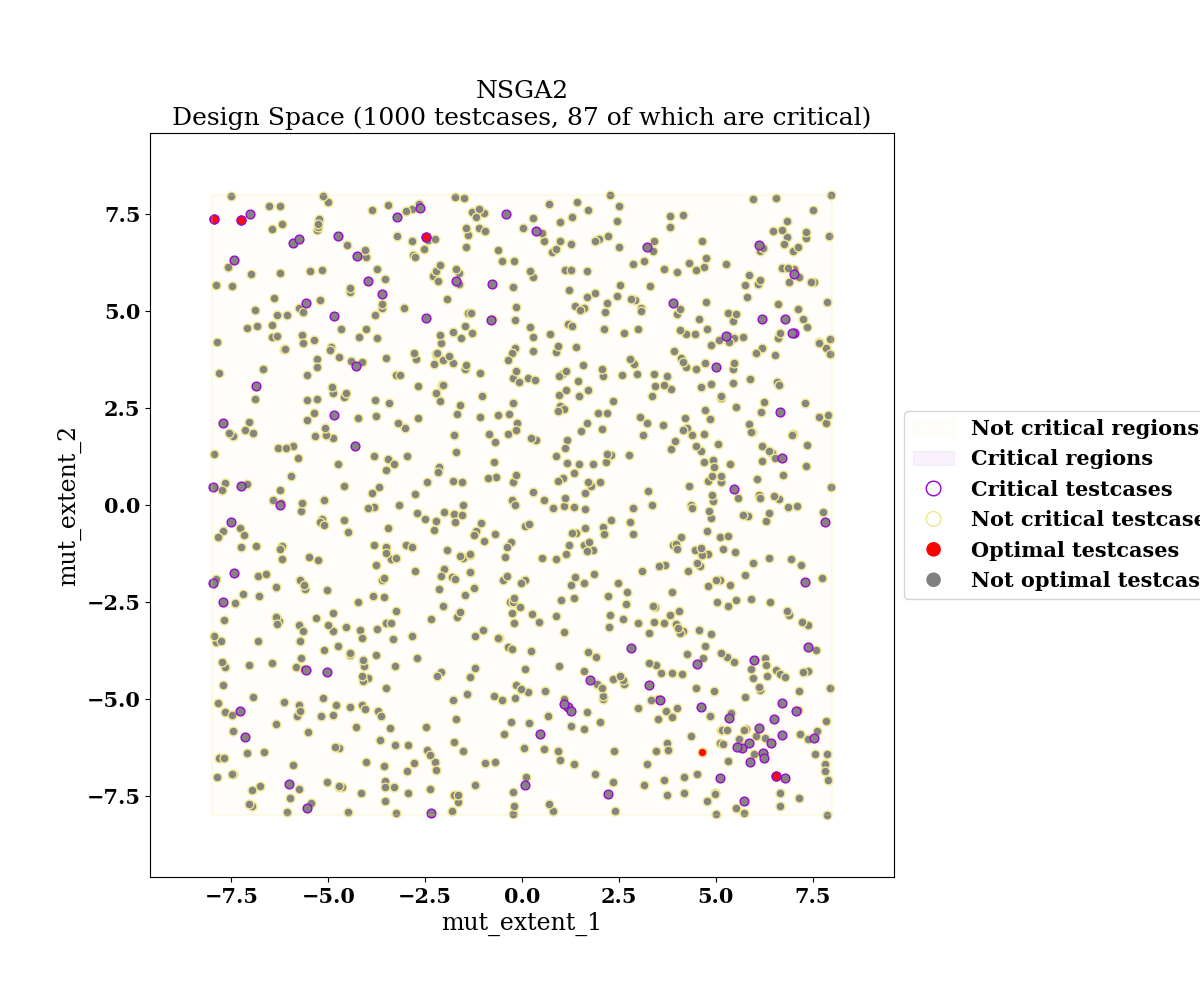 NSGA2
Design Space (1000 testcases, 87 of which are critical)
mut_extent_2
7.5
5.0
2.5
0.0
−2.5
−5.0
−7.5
−7.5
−5.0
−2.5
0.0
2.5
5.0
7.5
mut_extent_1
Not critical regions
Critical regions
Critical testcases
Not critical testcase
Optimal testcases
Not optimal testcas